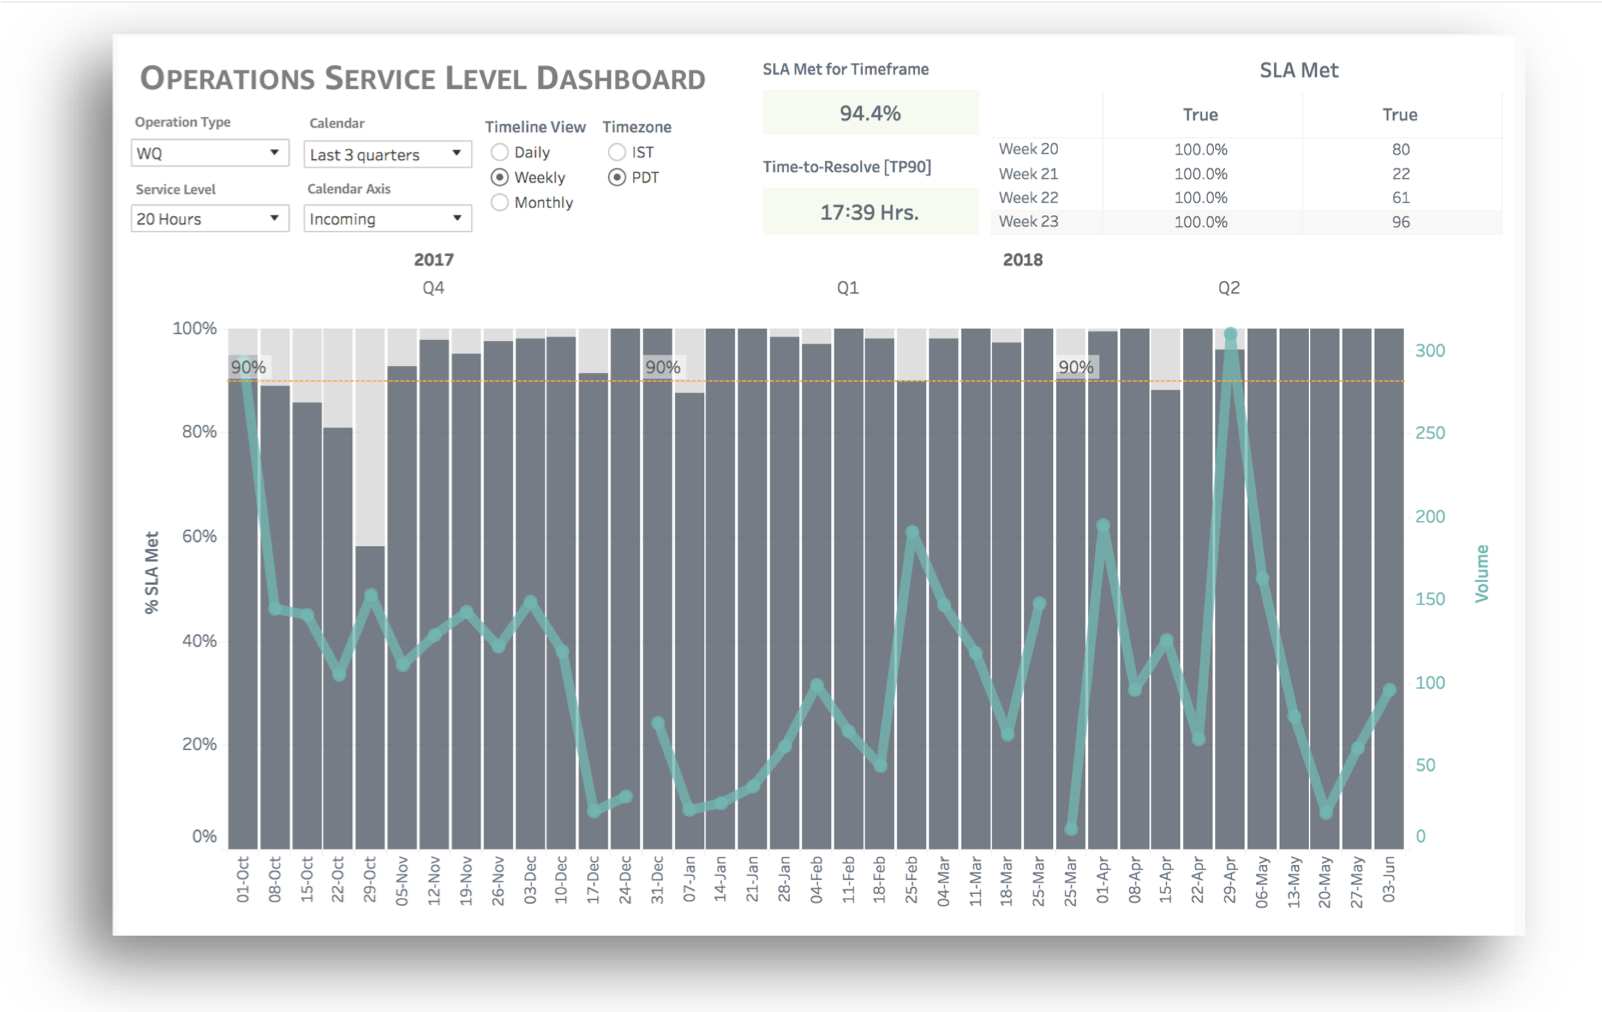 OPERATIONS SERVICE LEVEL DASHBOARD
Operation Type
WQ
Calendar
Last 3 quarters
Service Level
20 Hours
Calendar Axis
Incoming
Timeline View
Daily
Weekly
Monthly
Timezone
IST
PDT
SLA Met for Timeframe
94.4%
Time-to-Resolve [TP90]
17:39 Hrs.
SLA Met
True True
Week 20 100.0% 80
Week 21 100.0% 22
Week 22 100.0% 61
Week 23 100.0% 96
2017 2018
Q4 Q1 Q2
% SLA Met
100%
80%
60%
40%
20%
0%
90% 90% 90%
300
250
200
150
100
50
0
Volume
01-Oct 08-Oct 15-Oct 22-Oct 29-Oct 05-Nov 12-Nov 19-Nov 26-Nov 03-Dec 10-Dec 17-Dec 24-Dec 31-Dec 07-Jan 14-Jan 21-Jan 28-Jan 04-Feb 11-Feb 18-Feb 25-Feb 04-Mar 11-Mar 18-Mar 25-Mar 25-Mar 01-Apr 08-Apr 15-Apr 22-Apr 29-Apr 06-May 13-May 20-May 27-May 03-Jun